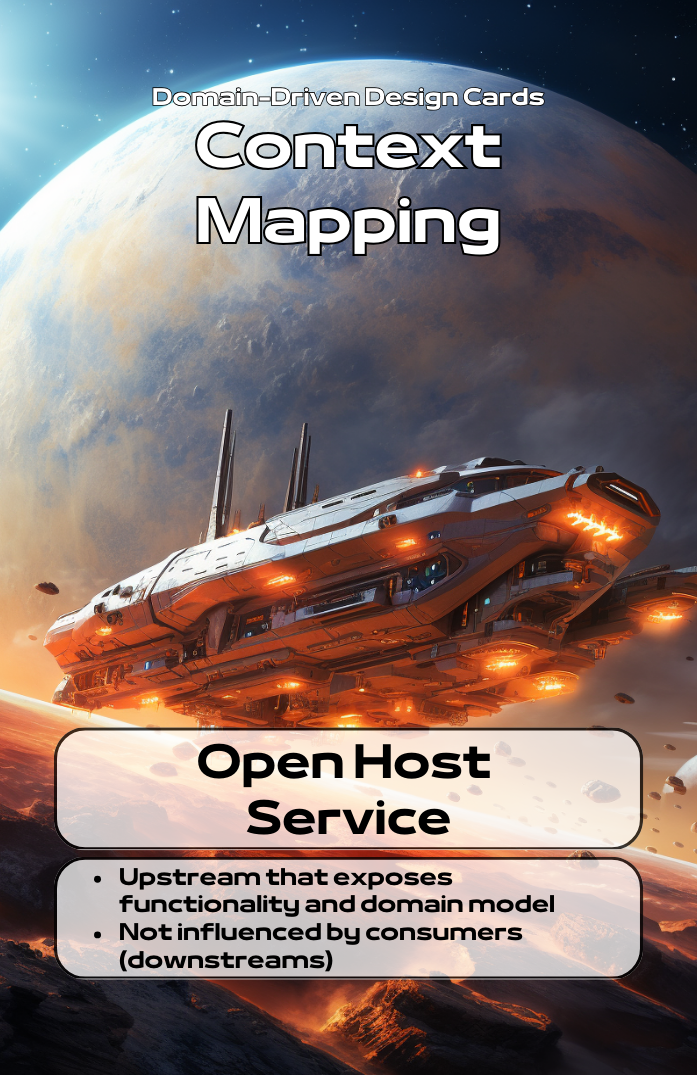 Domain-Driven Design Cards
Context
Mapping
Open Host
Service
• Upstream that exposes
functionality and domain model
• Not influenced by consumers
(downstreams)